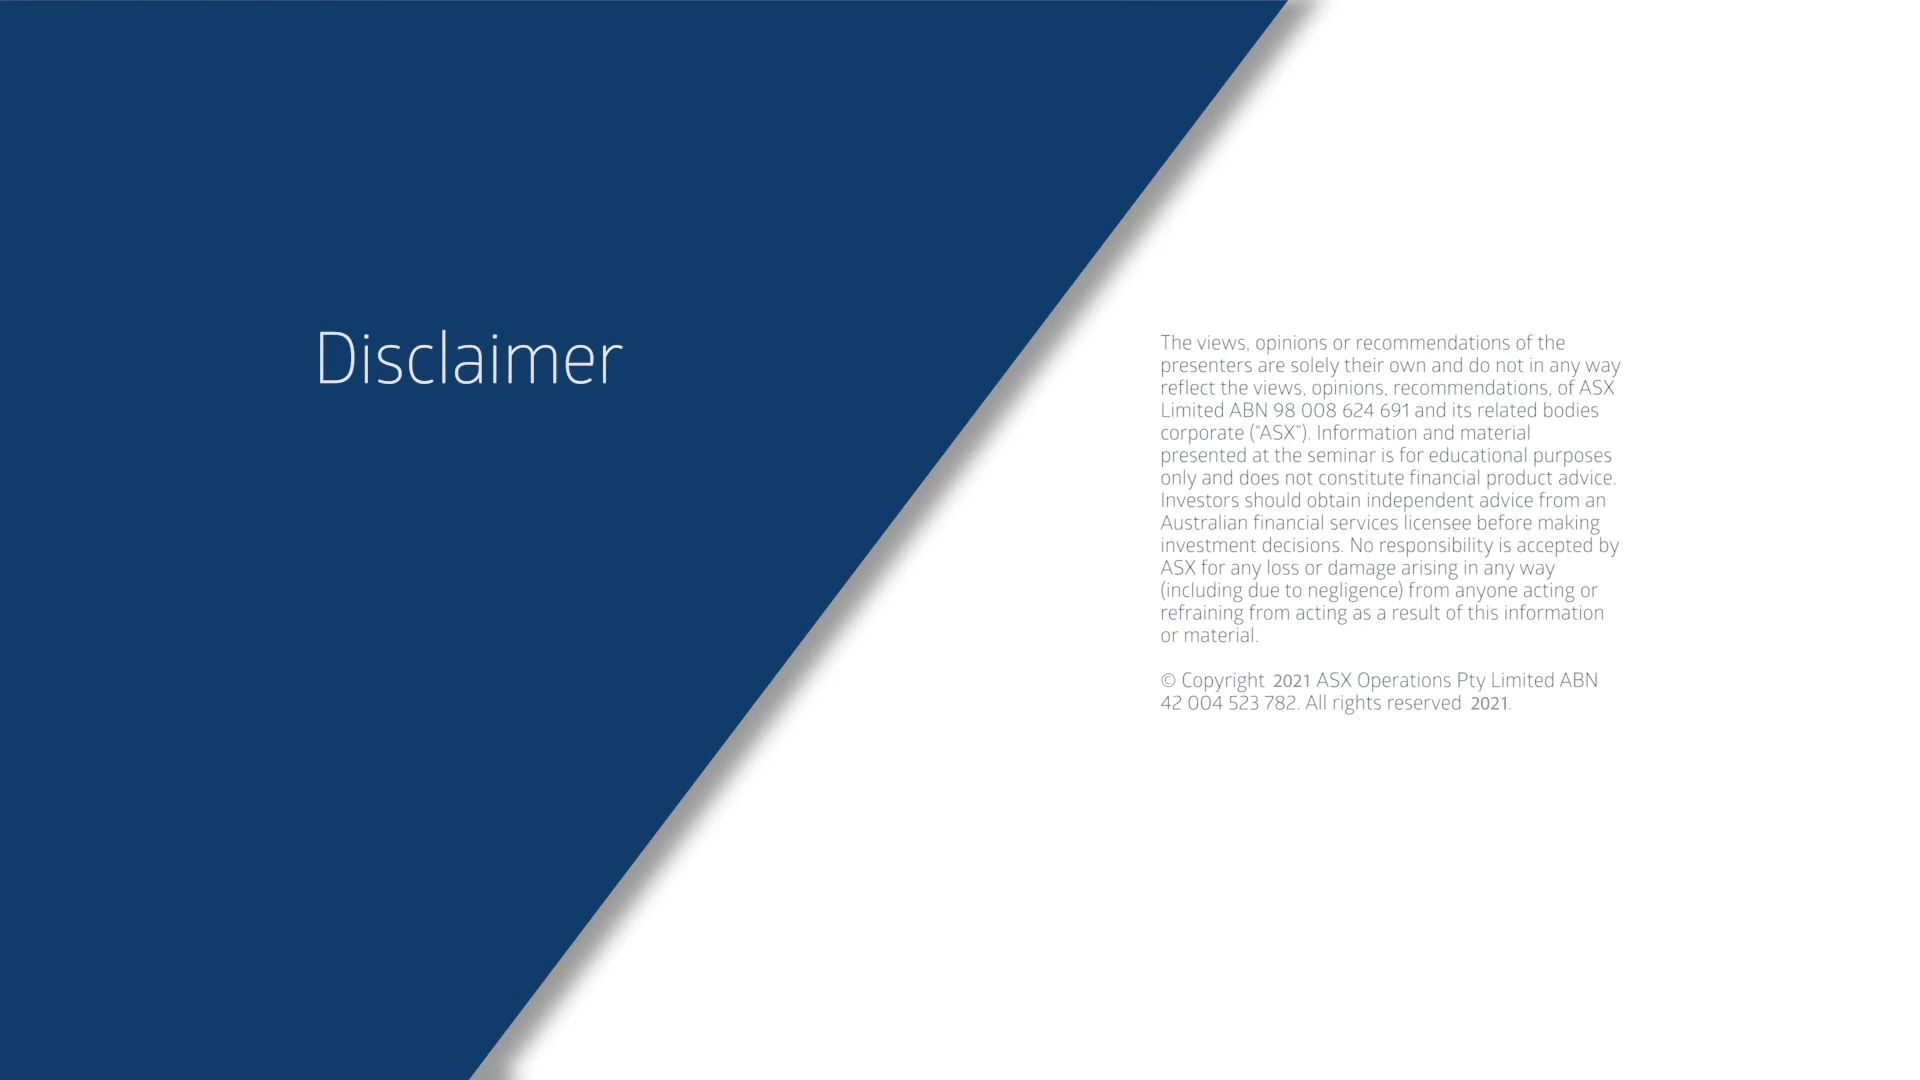 Disclaimer
The views, opinions or recommendations of the
presenters are solely their own and do not in any way
reflect the views, opinions, recommendations, of ASX
Limited ABN 98 008 624 691 and its related bodies
corporate (“ASX”). Information and material
presented at the seminar is for educational purposes
only and does not constitute financial product advice.
Investors should obtain independent advice from an
Australian financial services licensee before making
investment decisions. No responsibility is accepted by
ASX for any loss or damage arising in any way
(including due to negligence) from anyone acting or
refraining from acting as a result of this information
or material.
© Copyright 2021 ASX Operations Pty Limited ABN
42 004 523 782. All rights reserved 2021.